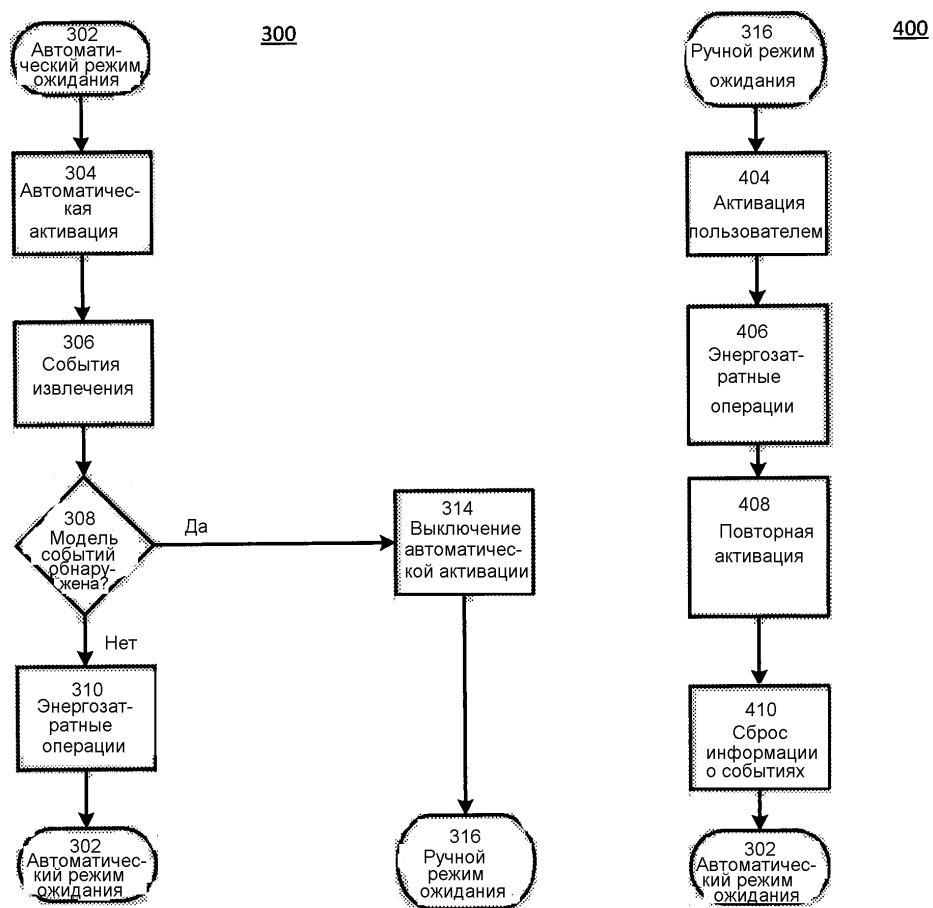 300
302
Автомати-
ческий режим
ожидания
304
Автоматичес-
кая
активация
306
События
извлечения
308
Модель
событий
обнару-
жена?
Да
Нет
310
Энергозат-
ратные
операции
302
Автоматичес-
кий режим
ожидания
314
Выключение
автоматичес-
кой активации
316
Ручной
режим
ожидания
400
316
Ручной режим
ожидания
404
Активация
пользователем
406
Энергозат-
ратные
операции
408
Повторная
активация
410
Сброс
информации
о событиях
302
Автоматичес-
кий режим
ожидания